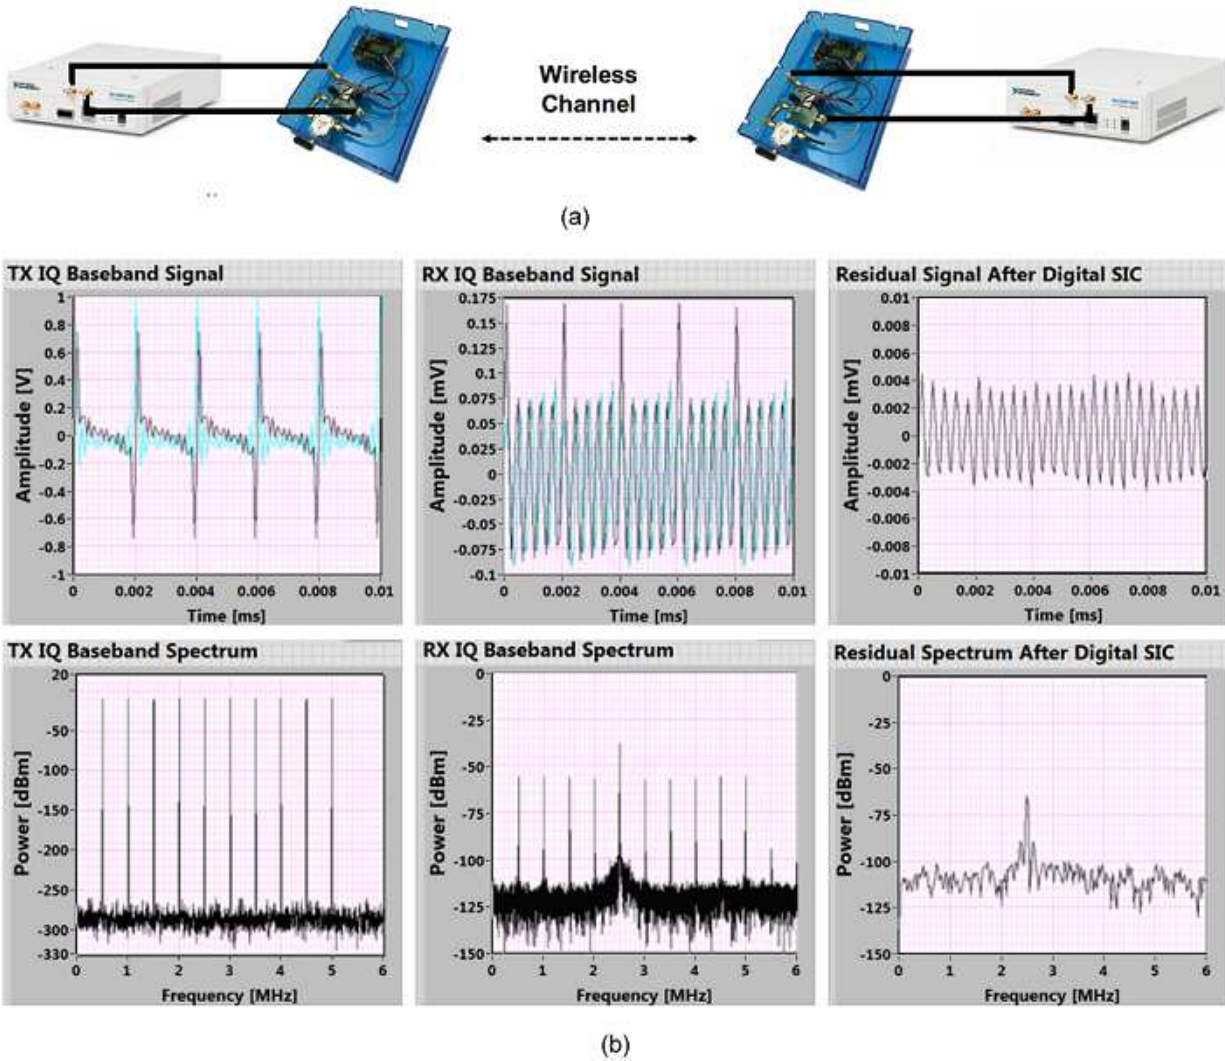 Wireless
Channel
(a)
TX IQ Baseband Signal
RX IQ Baseband Signal
Residual Signal After Digital SIC
Amplitude [V]
1
0.8
0.6
0.4
0.2
0
-0.2
-0.4
-0.6
-0.8
-1
0 0.002 0.004 0.006 0.008 0.01
Time [ms]
Amplitude [mV]
0.175
0.15
0.125
0.1
0.075
0.05
0.025
0
-0.025
-0.05
-0.075
-0.1
0 0.002 0.004 0.006 0.008 0.01
Time [ms]
Amplitude [mV]
0.01
0.008
0.006
0.004
0.002
0
-0.002
-0.004
-0.006
-0.008
-0.01
0 0.002 0.004 0.006 0.008 0.01
Time [ms]
TX IQ Baseband Spectrum
RX IQ Baseband Spectrum
Residual Spectrum After Digital SIC
Power [dBm]
20
-50
-100
-150
-200
-250
-300
-330
0 1 2 3 4 5 6
Frequency [MHz]
Power [dBm]
0
-25
-50
-75
-100
-125
-150
0 1 2 3 4 5 6
Frequency [MHz]
Power [dBm]
0
-25
-50
-75
-100
-125
-150
0 1 2 3 4 5 6
Frequency [MHz]
(b)